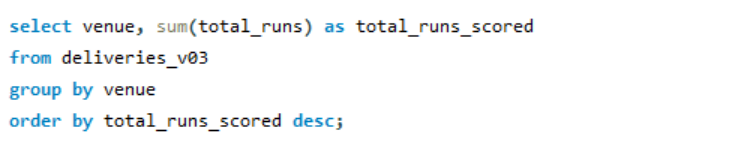 select venue, sum(total_runs) as total_runs_scored
from deliveries_v03
group by venue
order by total_runs_scored desc;